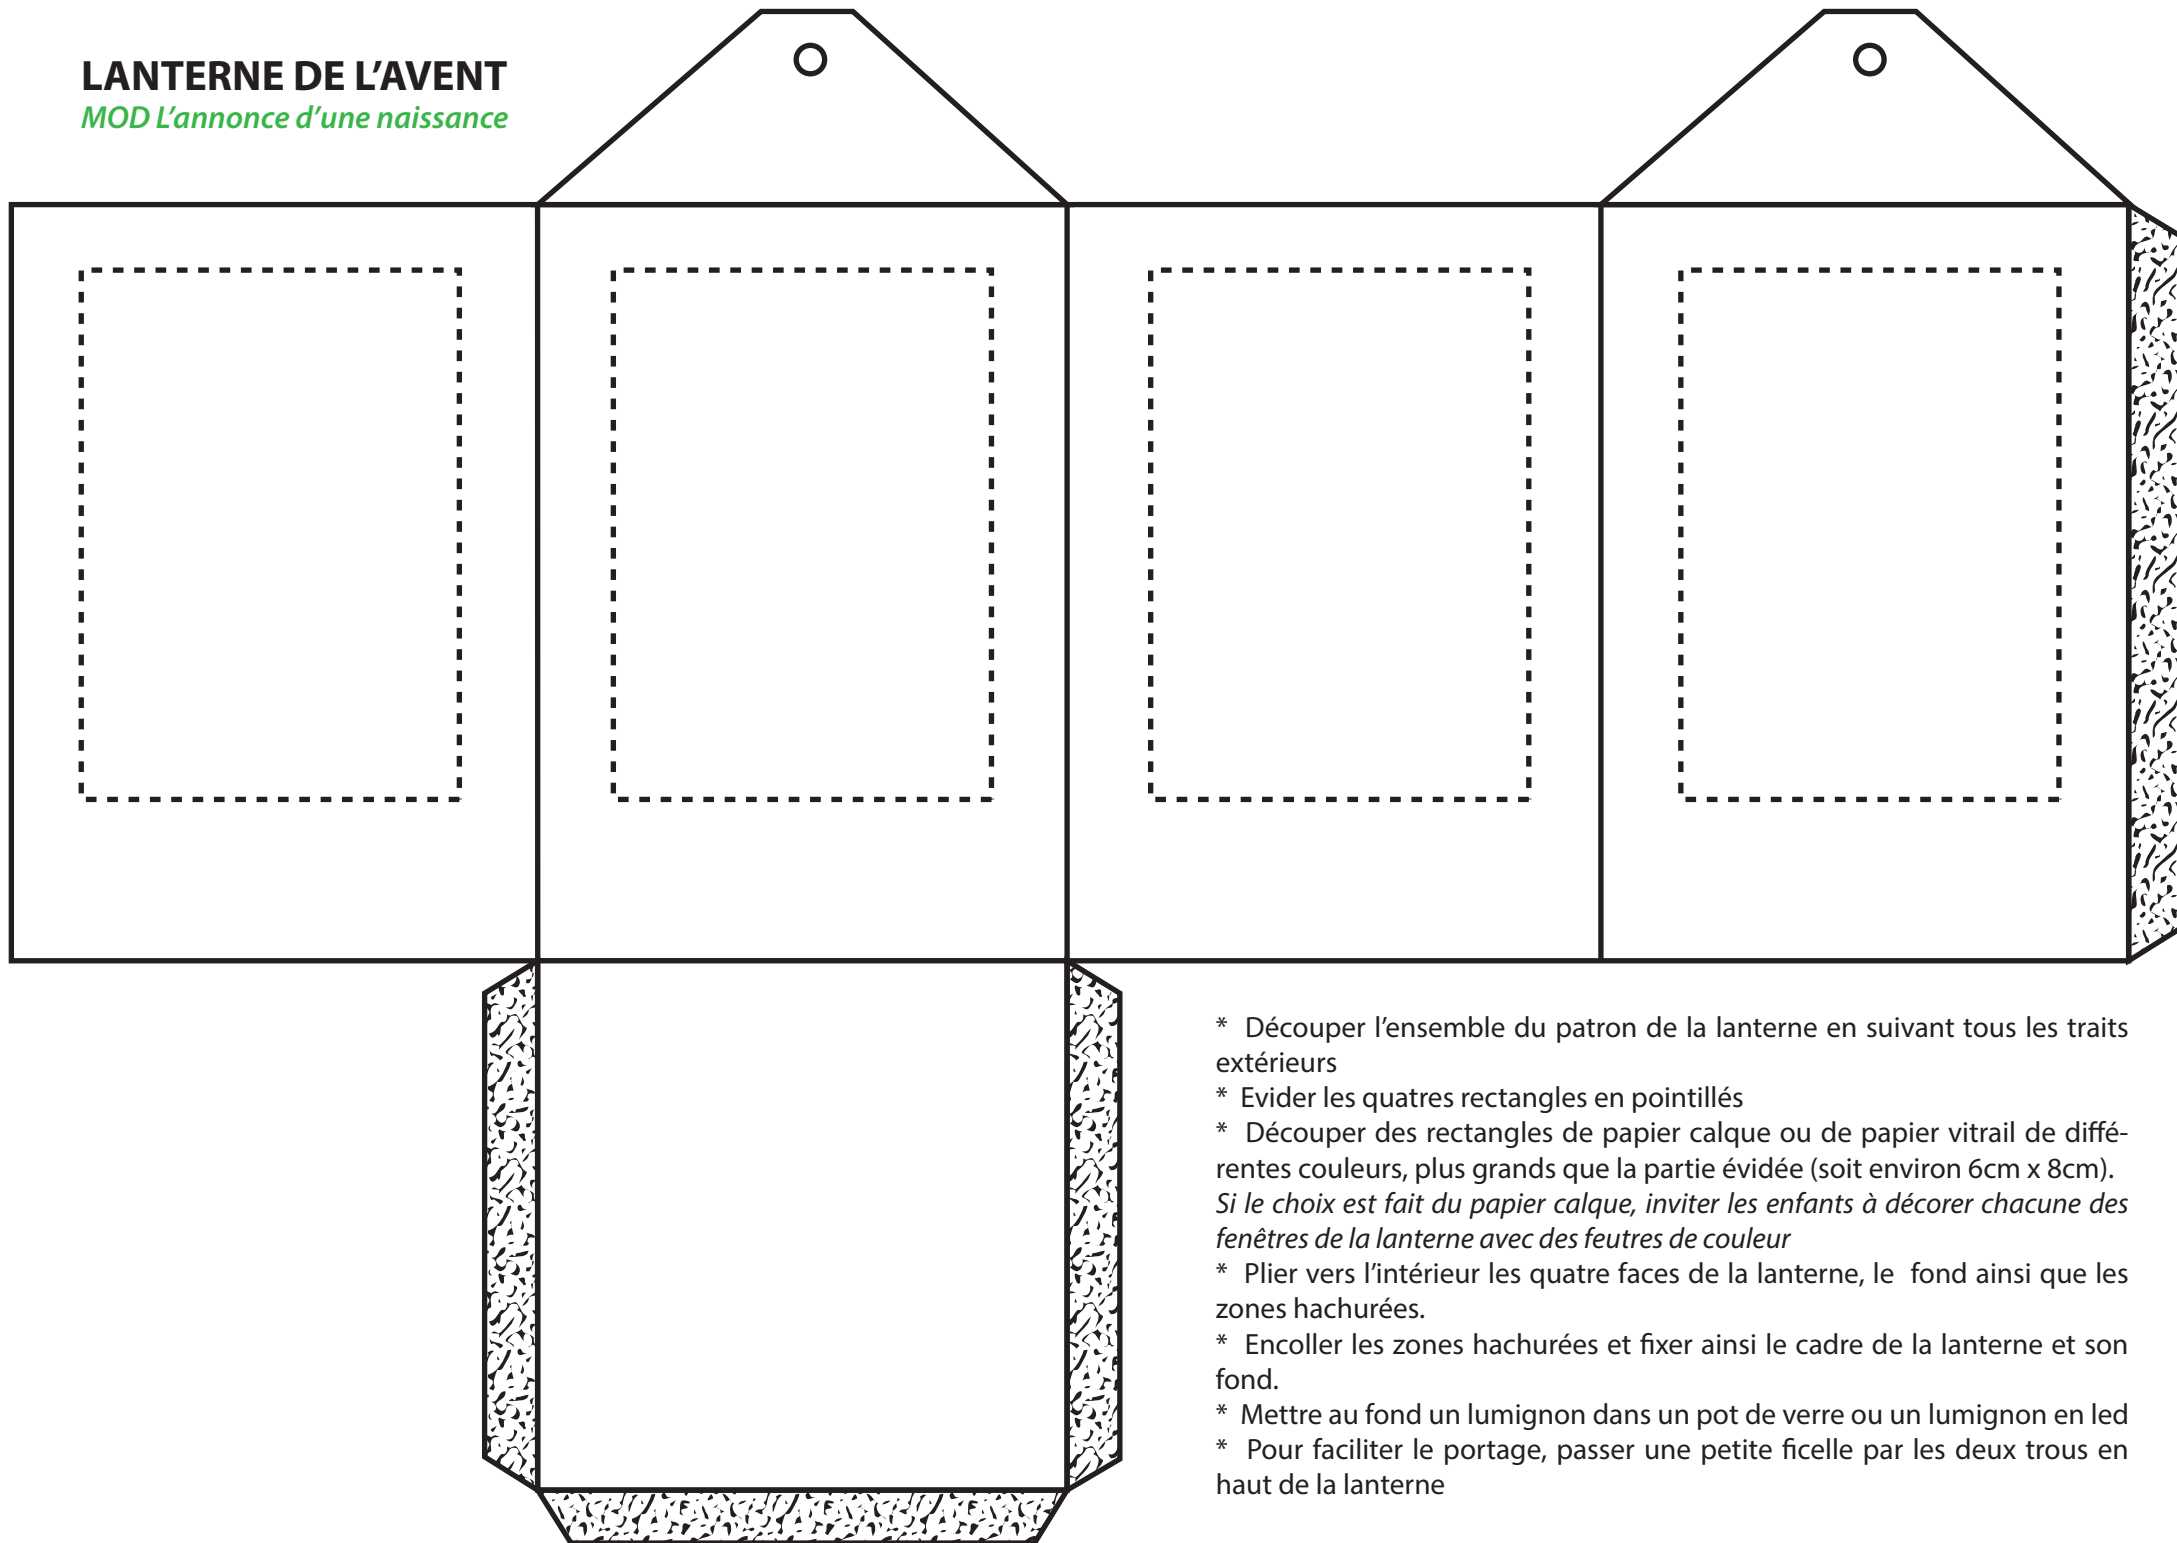 LANTERNE DE L’AVENT
MOD L’annonce d’une naissance
* Découper l’ensemble du patron de la lanterne en suivant tous les traits
extérieurs
* Evider les quatres rectangles en pointillés
* Découper des rectangles de papier calque ou de papier vitrail de diffé-
rentes couleurs, plus grands que la partie évidée (soit environ 6cm x 8cm).
Si le choix est fait du papier calque, inviter les enfants à décorer chacune des
fenêtres de la lanterne avec des feutres de couleur
* Plier vers l’intérieur les quatre faces de la lanterne, le fond ainsi que les
zones hachurées.
* Encoller les zones hachurées et fixer ainsi le cadre de la lanterne et son
fond.
* Mettre au fond un lumignon dans un pot de verre ou un lumignon en led
* Pour faciliter le portage, passer une petite ficelle par les deux trous en
haut de la lanterne